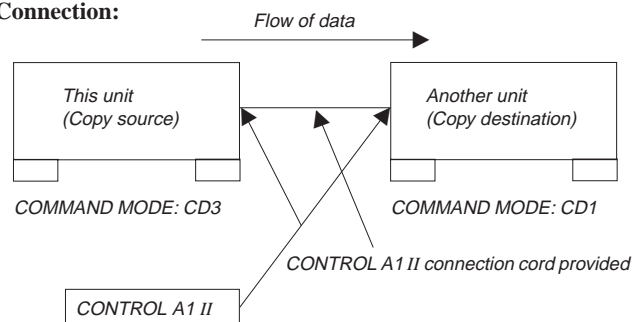 Connection:
Flow of data
This unit
(Copy source)
Another unit
(Copy destination)
COMMAND MODE: CD3
COMMAND MODE: CD1
CONTROL A1 II connection cord provided
CONTROL A1 II